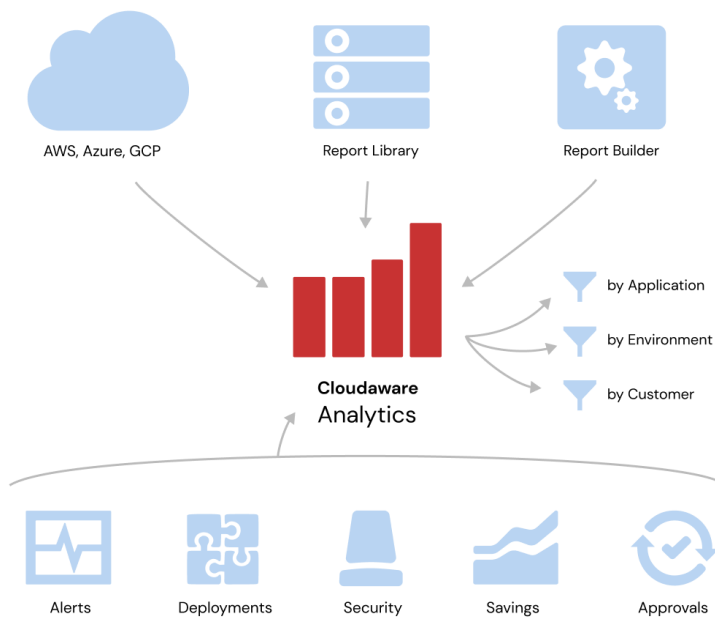 AWS, Azure, GCP
Report Library
Report Builder
by Application
by Environment
by Customer
Cloudaware
Analytics
Alerts
Deployments
Security
Savings
Approvals